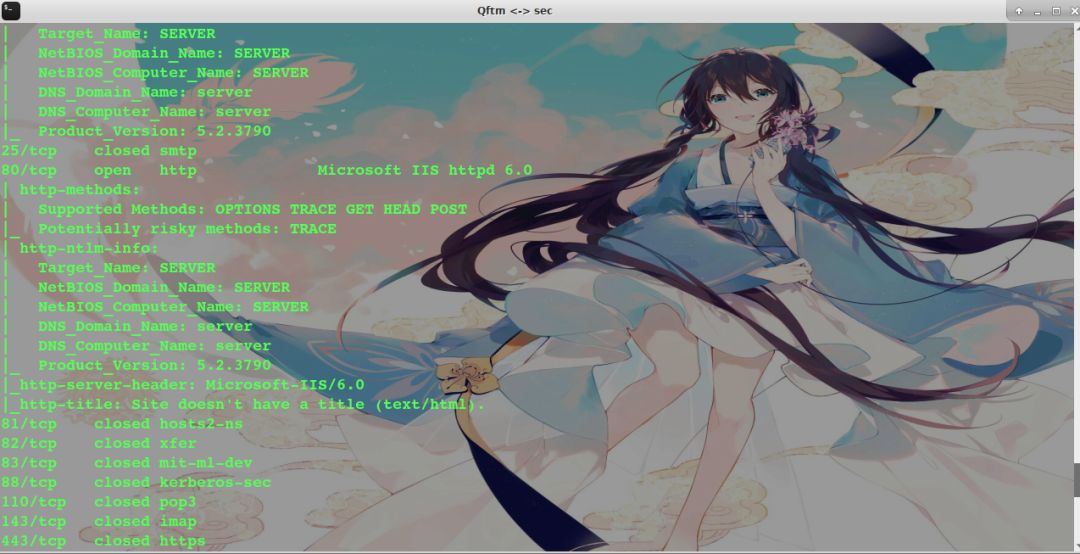 Qftm <-> sec
|   Target_Name: SERVER
|   NetBIOS_Domain_Name: SERVER
|   NetBIOS_Computer_Name: SERVER
|   DNS_Domain_Name: server
|   DNS_Computer_Name: server
|_  Product_Version: 5.2.3790
25/tcp   closed smtp
80/tcp   open   http             Microsoft IIS httpd 6.0
| http-methods:
|   Supported Methods: OPTIONS TRACE GET HEAD POST
|_  Potentially risky methods: TRACE
| http-ntlm-info:
|   Target_Name: SERVER
|   NetBIOS_Domain_Name: SERVER
|   NetBIOS_Computer_Name: SERVER
|   DNS_Domain_Name: server
|   DNS_Computer_Name: server
|_  Product_Version: 5.2.3790
|_http-server-header: Microsoft-IIS/6.0
|_http-title: Site doesn't have a title (text/html).
81/tcp   closed hosts2-ns
82/tcp   closed xfer
83/tcp   closed mit-ml-dev
88/tcp   closed kerberos-sec
110/tcp  closed pop3
143/tcp  closed imap
443/tcp  closed https